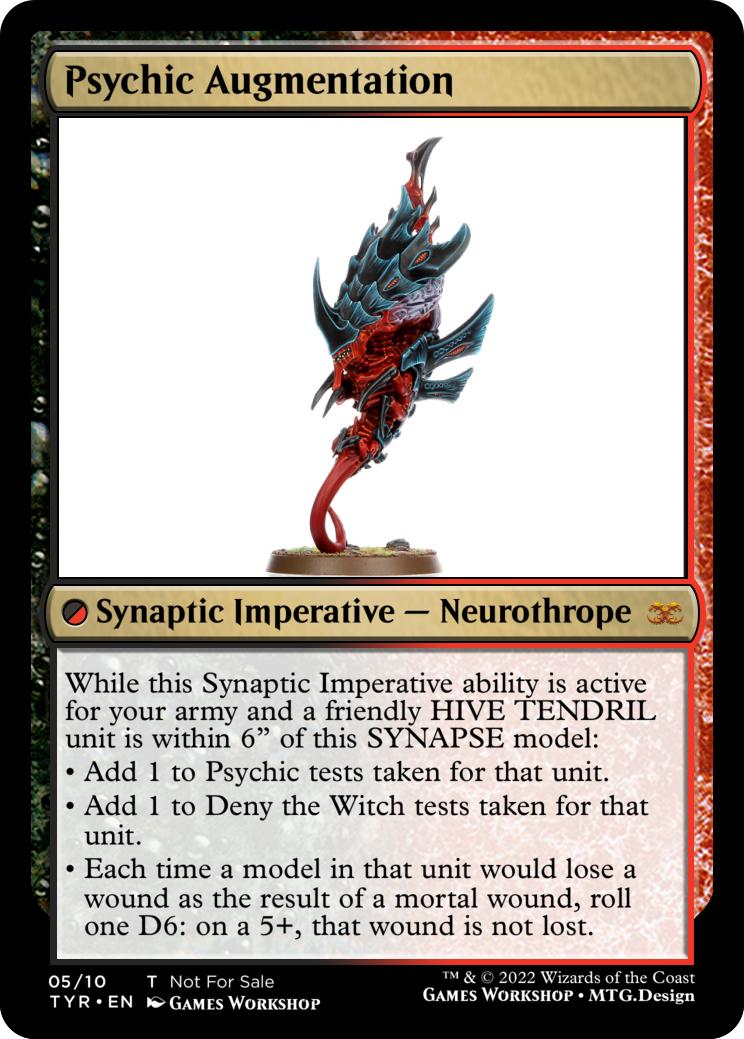 Psychic Augmentation
Synaptic Imperative — Neurothrope
While this Synaptic Imperative ability is active
for your army and a friendly HIVE TENDRIL
unit is within 6” of this SYNAPSE model:
• Add 1 to Psychic tests taken for that unit.
• Add 1 to Deny the Witch tests taken for that
unit.
• Each time a model in that unit would lose a
wound as the result of a mortal wound, roll
one D6: on a 5+, that wound is not lost.
05/10 T Not For Sale
TYR • EN Games Workshop
™ & © 2022 Wizards of the Coast
Games Workshop • MTG.Design